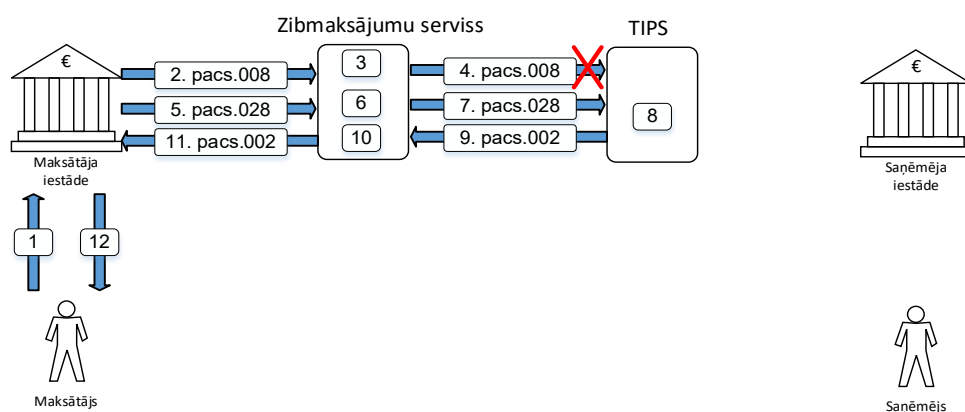 Zibmaksājumu serviss
TIPS
€
2. pacs.008
3
4. pacs.008
€
5. pacs.028
6
7. pacs.028
8
11. pacs.002
10
9. pacs.002
Maksātāja
iestāde
Saņēmēja
iestāde
1
12
Maksātājs
Saņēmējs